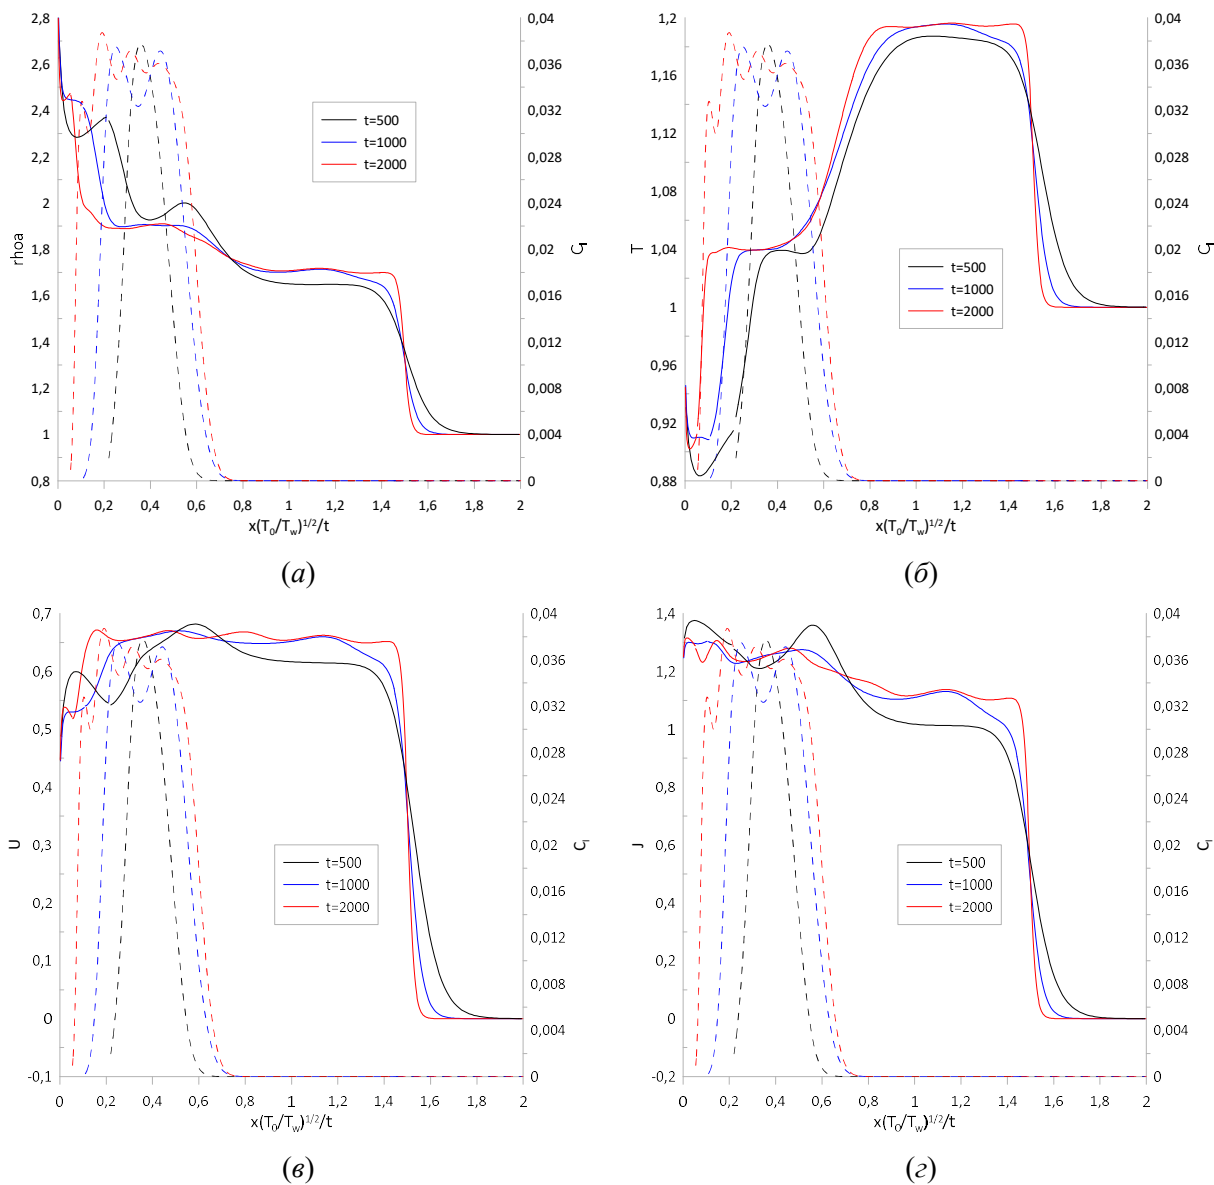 2,8
2,6
2,4
2,2
2
1,8
1,6
1,4
1,2
1
0,8
rhoa
t=500
t=1000
t=2000
0,04
0,036
0,032
0,028
0,024
0,02
0,016
0,012
0,008
0,004
0
C_l
0 0,2 0,4 0,6 0,8 1 1,2 1,4 1,6 1,8 2
x(T₀/T_w)^1/2/t
(а)
1,2
1,16
1,12
1,08
1,04
1
0,96
0,92
0,88
T
t=500
t=1000
t=2000
0,04
0,036
0,032
0,028
0,024
0,02
0,016
0,012
0,008
0,004
0
C_l
0 0,2 0,4 0,6 0,8 1 1,2 1,4 1,6 1,8 2
x(T₀/T_w)^1/2/t
(б)
0,7
0,6
0,5
0,4
0,3
0,2
0,1
0
-0,1
U
t=500
t=1000
t=2000
0,04
0,036
0,032
0,028
0,024
0,02
0,016
0,012
0,008
0,004
0
C_l
0 0,2 0,4 0,6 0,8 1 1,2 1,4 1,6 1,8 2
x(T₀/T_w)^1/2/t
(в)
1,4
1,2
1
0,8
0,6
0,4
0,2
0
-0,2
J
t=500
t=1000
t=2000
0,04
0,036
0,032
0,028
0,024
0,02
0,016
0,012
0,008
0,004
0
C_l
0 0,2 0,4 0,6 0,8 1 1,2 1,4 1,6 1,8 2
x(T₀/T_w)^1/2/t
(г)